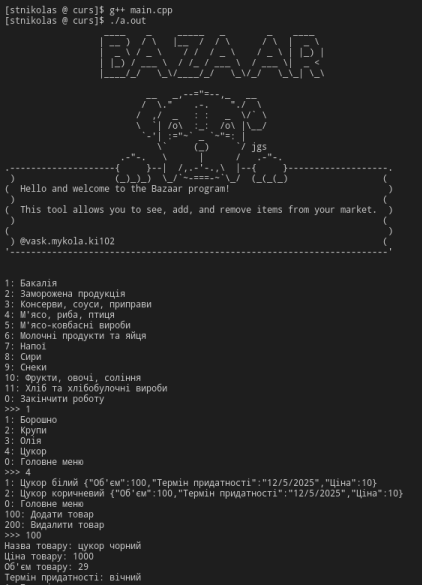 [stnikolas @ curs]$ g++ main.cpp
[stnikolas @ curs]$ ./a.out
BAZAAR
jgs
Hello and welcome to the Bazaar program!
This tool allows you to see, add, and remove items from your market.
@vask.mykola.ki102
1: Бакалія
2: Заморожена продукція
3: Консерви, соуси, приправи
4: М'ясо, риба, птиця
5: М'ясо-ковбасні вироби
6: Молочні продукти та яйця
7: Напої
8: Сири
9: Снеки
10: Фрукти, овочі, соління
11: Хліб та хлібобулочні вироби
0: Закінчити роботу
>>> 1
1: Борошно
2: Крупи
3: Олія
4: Цукор
0: Головне меню
>>> 4
1: Цукор білий {"Об'єм":100,"Термін придатності":"12/5/2025","Ціна":10}
2: Цукор коричневий {"Об'єм":100,"Термін придатності":"12/5/2025","Ціна":10}
0: Головне меню
100: Додати товар
200: Видалити товар
>>> 100
Назва товару: цукор чорний
Ціна товару: 1000
Об'єм товару: 29
Термін придатності: вічний